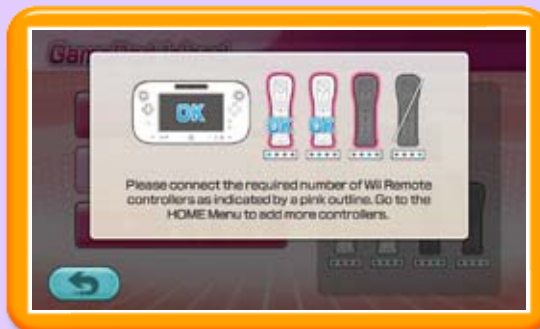 OK
OK
OK
Please connect the required number of Wii Remote
controllers as indicated by a pink outline. Go to the
HOME Menu to add more controllers.